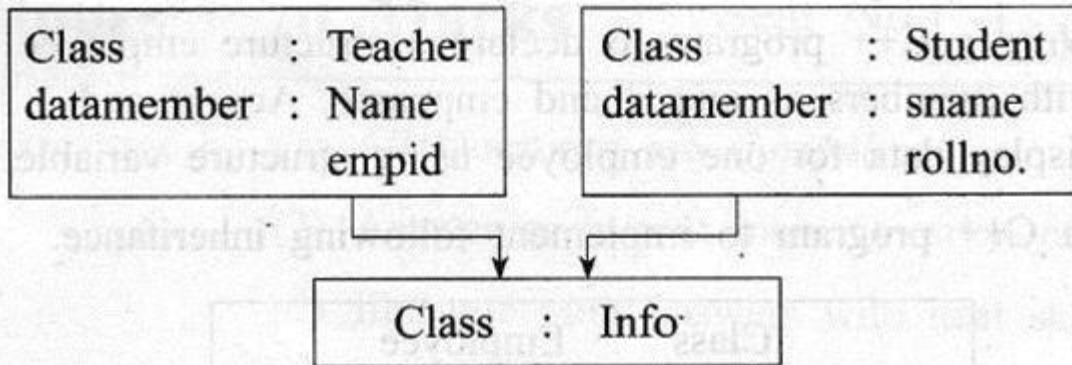 Class : Teacher
datamember : Name
empid
Class : Student
datamember : sname
rollno.
Class : Info